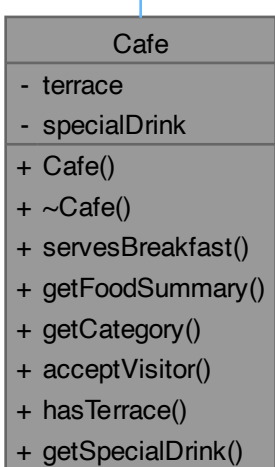 Cafe
- terrace
- specialDrink
+ Cafe()
+ ~Cafe()
+ servesBreakfast()
+ getFoodSummary()
+ getCategory()
+ acceptVisitor()
+ hasTerrace()
+ getSpecialDrink()